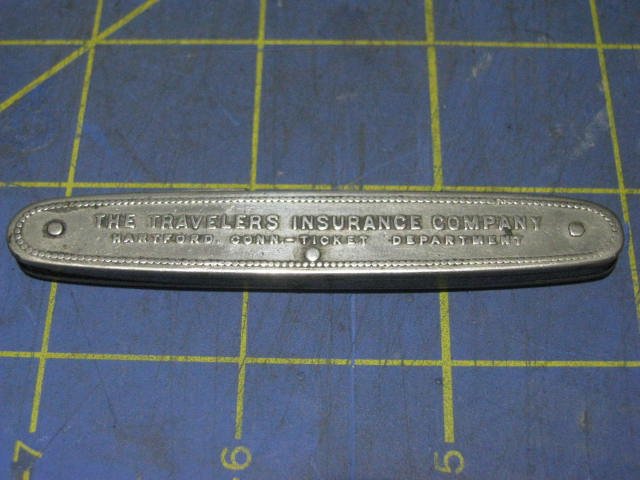 THE TRAVELERS INSURANCE COMPANY
HARTFORD, CONN-TICKET DEPARTMENT
7 6 5